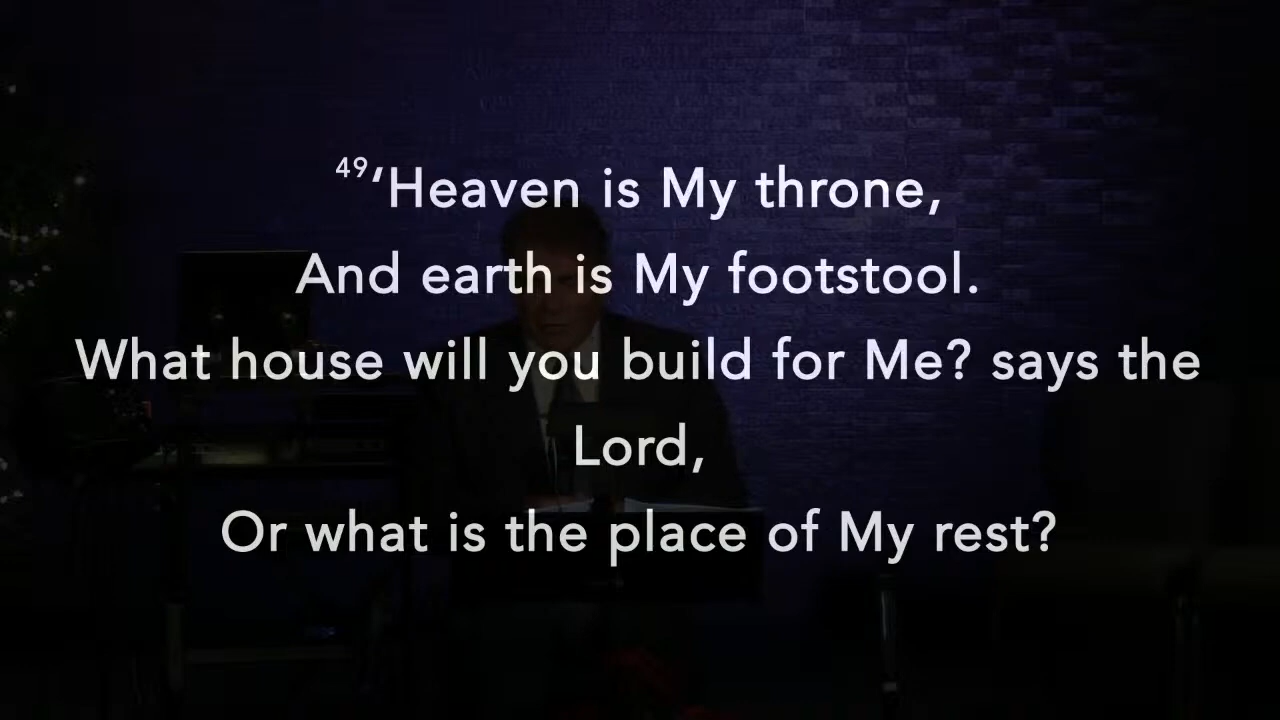 49‘Heaven is My throne,
And earth is My footstool.
What house will you build for Me? says the
Lord,
Or what is the place of My rest?